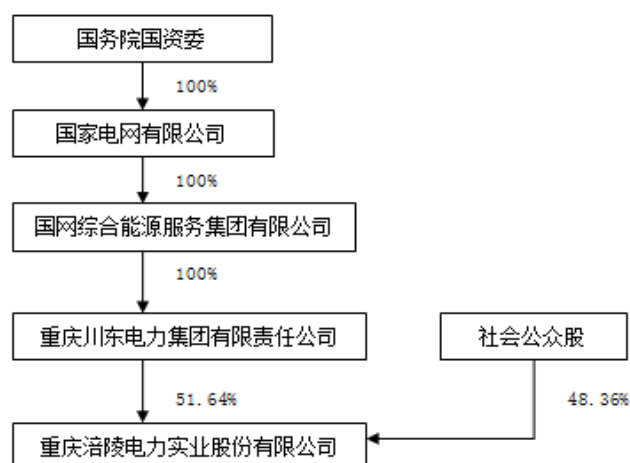 国务院国资委
100%
国家电网有限公司
100%
国网综合能源服务集团有限公司
100%
重庆川东电力集团有限责任公司
社会公众股
51.64%
48.36%
重庆涪陵电力实业股份有限公司